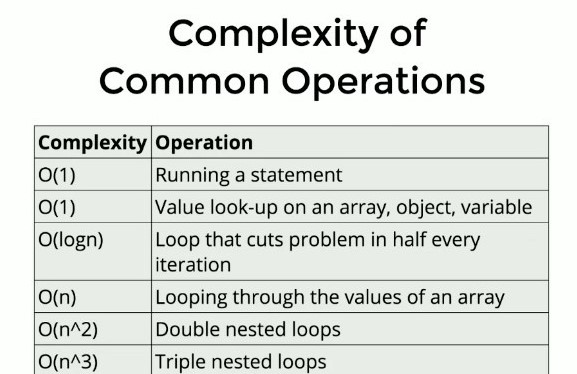 Complexity of
Common Operations
Complexity Operation
O(1) Running a statement
O(1) Value look-up on an array, object, variable
O(logn) Loop that cuts problem in half every
iteration
O(n) Looping through the values of an array
O(n^2) Double nested loops
O(n^3) Triple nested loops